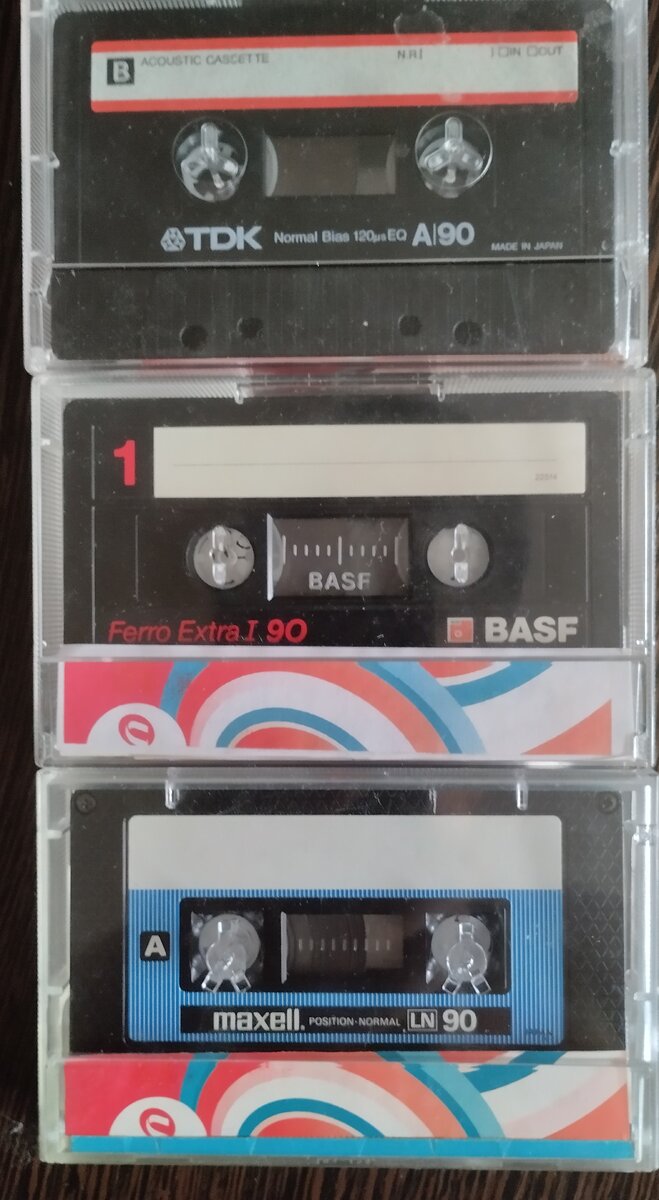 B ACOUSTIC CASSETTE N.R. IN OUT
TDK Normal Bias 120µs EQ A/90 MADE IN JAPAN
1
BASF
Ferro Extra I 90 BASF
U
A
maxell. POSITION-NORMAL LN 90
U